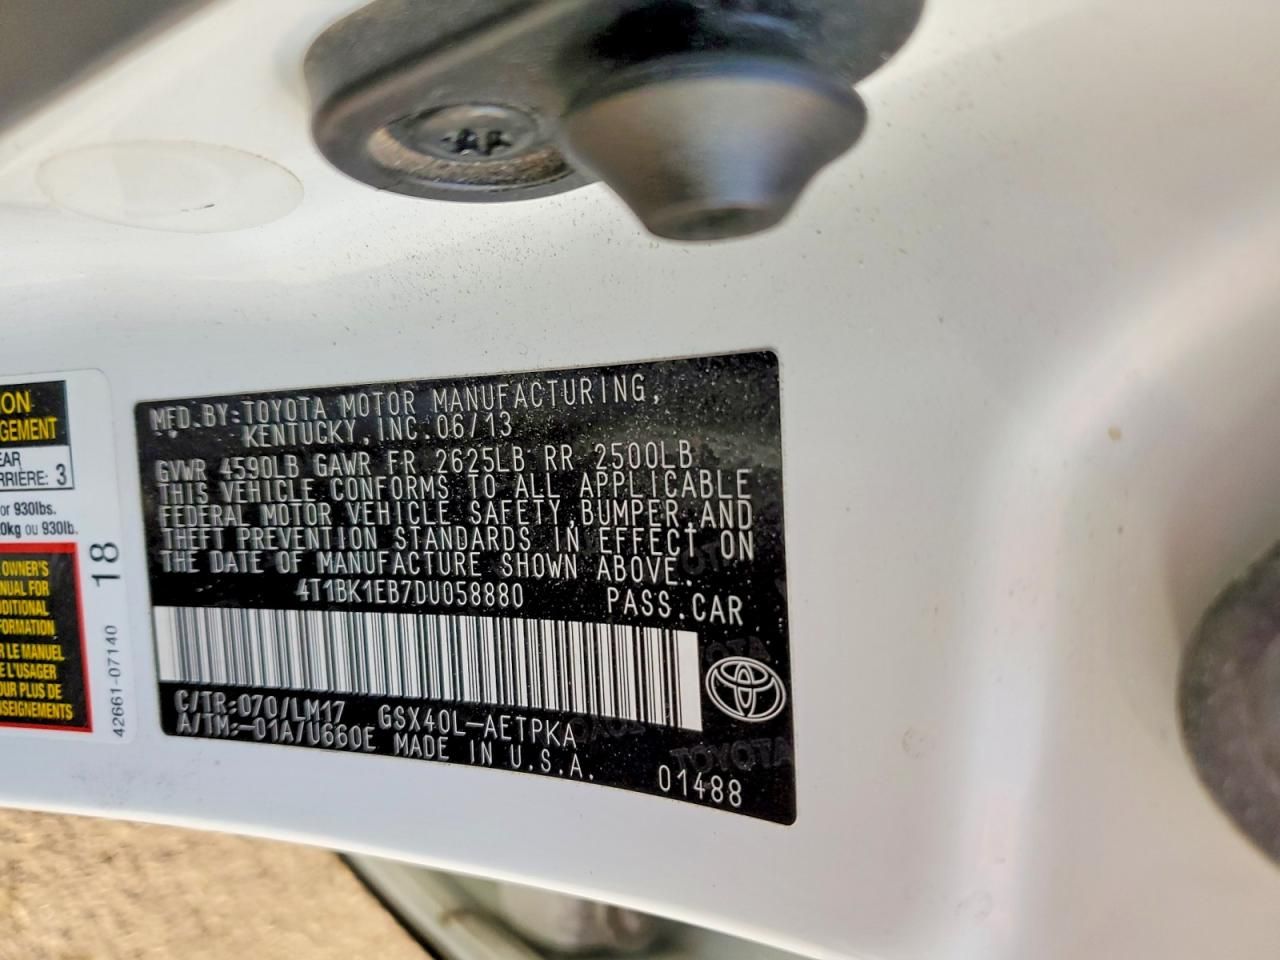 ION
GEMENT
EAR
RRIÈRE: 3
or 930lbs.
0kg ou 930lb.
OWNER'S
NUAL FOR
DITIONAL
FORMATION
R LE MANUEL
E L'USAGER
OUR PLUS DE
NSEIGNEMENTS
18
42661-07140
MFD. BY: TOYOTA MOTOR MANUFACTURING,
KENTUCKY, INC. 06/13
GVWR 4590LB GAWR FR 2625LB RR 2500LB
THIS VEHICLE CONFORMS TO ALL APPLICABLE
FEDERAL MOTOR VEHICLE SAFETY, BUMPER, AND
THEFT PREVENTION STANDARDS IN EFFECT ON
THE DATE OF MANUFACTURE SHOWN ABOVE.
4T1BK1EB7DU058880 PASS. CAR
C/TR: 070/LM17 GSX40L-AETPKA
A/TM: -01A/U660E MADE IN U.S.A.
01488
TOYOTA